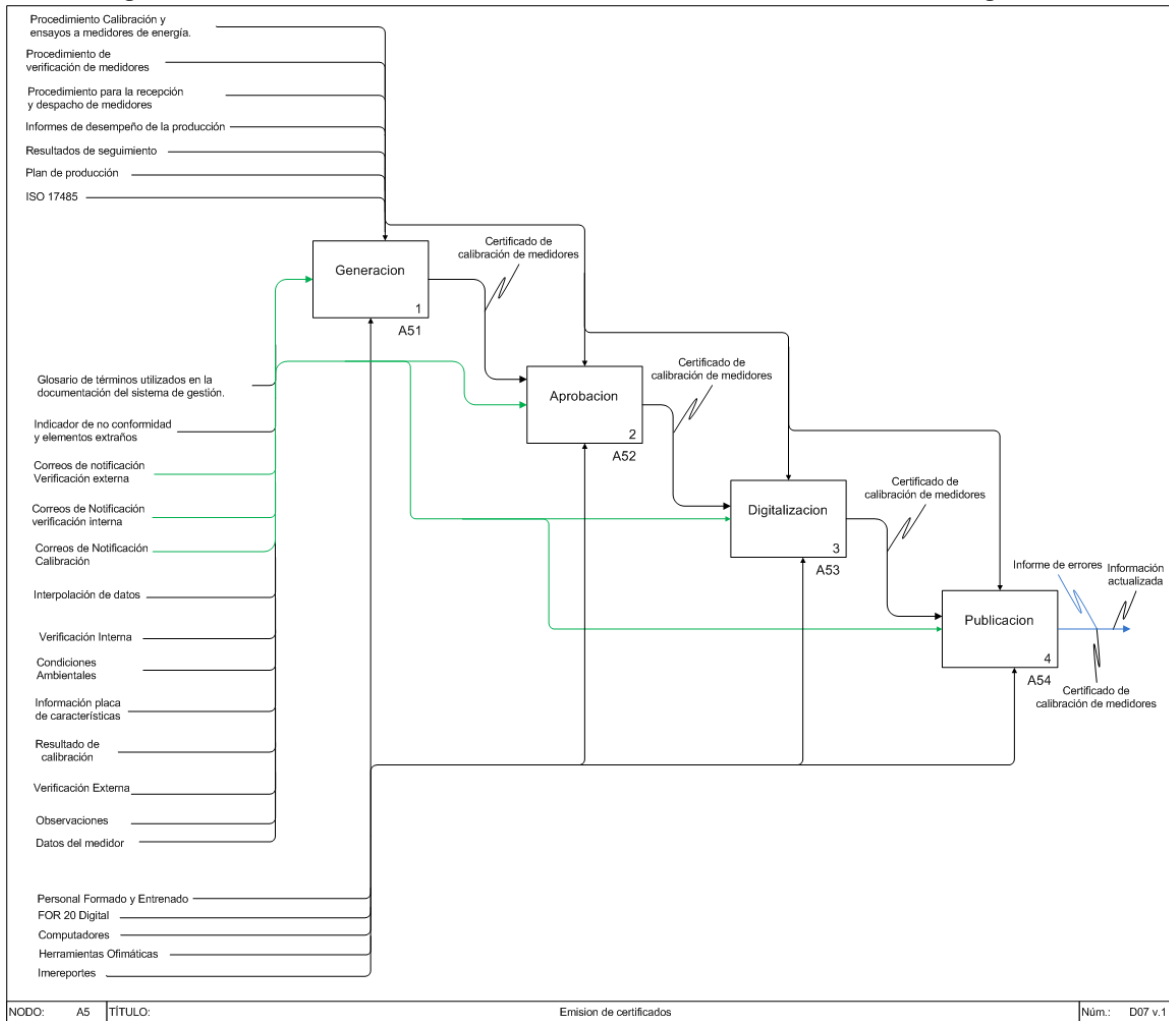 Procedimiento Calibración y
ensayos a medidores de energía.
Procedimiento de
verificación de medidores
Procedimiento para la recepción
y despacho de medidores
Informes de desempeño de la producción
Resultados de seguimiento
Plan de producción
ISO 17485
Generacion
1
A51
Certificado de
calibración de medidores
Aprobacion
2
A52
Certificado de
calibración de medidores
Digitalizacion
3
A53
Certificado de
calibración de medidores
Publicacion
4
A54
Informe de errores
Información
actualizada
Certificado de
calibración de medidores
Glosario de términos utilizados en la
documentación del sistema de gestión.
Indicador de no conformidad
y elementos extraños
Correos de notificación
Verificación externa
Correos de Notificación
verificación interna
Correos de Notificación
Calibración
Interpolación de datos
Verificación Interna
Condiciones
Ambientales
Información placa
de características
Resultado de
calibración
Verificación Externa
Observaciones
Datos del medidor
Personal Formado y Entrenado
FOR 20 Digital
Computadores
Herramientas Ofimáticas
Imereportes
NODO: A5 TÍTULO: Emision de certificados Núm.: D07 v.1